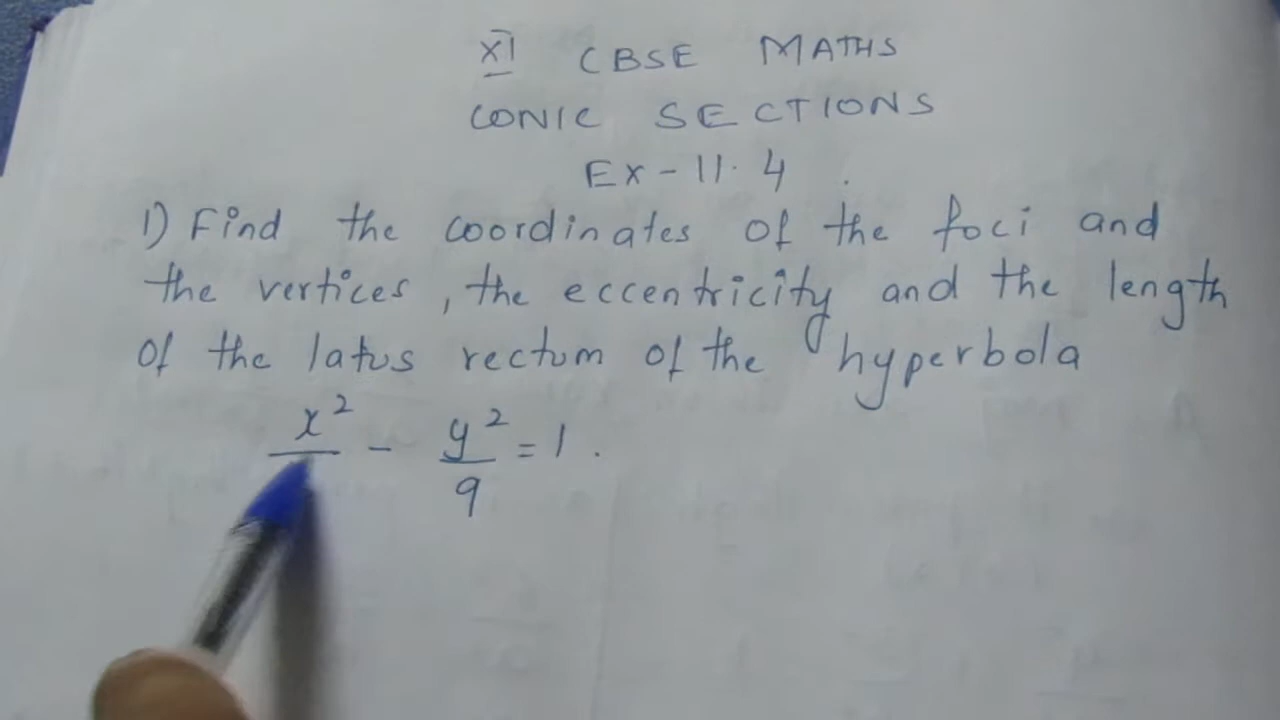 XI CBSE MATHS
CONIC SECTIONS
Ex - 11.4
1) Find the coordinates of the foci and
the vertices, the eccentricity and the length
of the latus rectum of the hyperbola
x² - y² = 1.
9